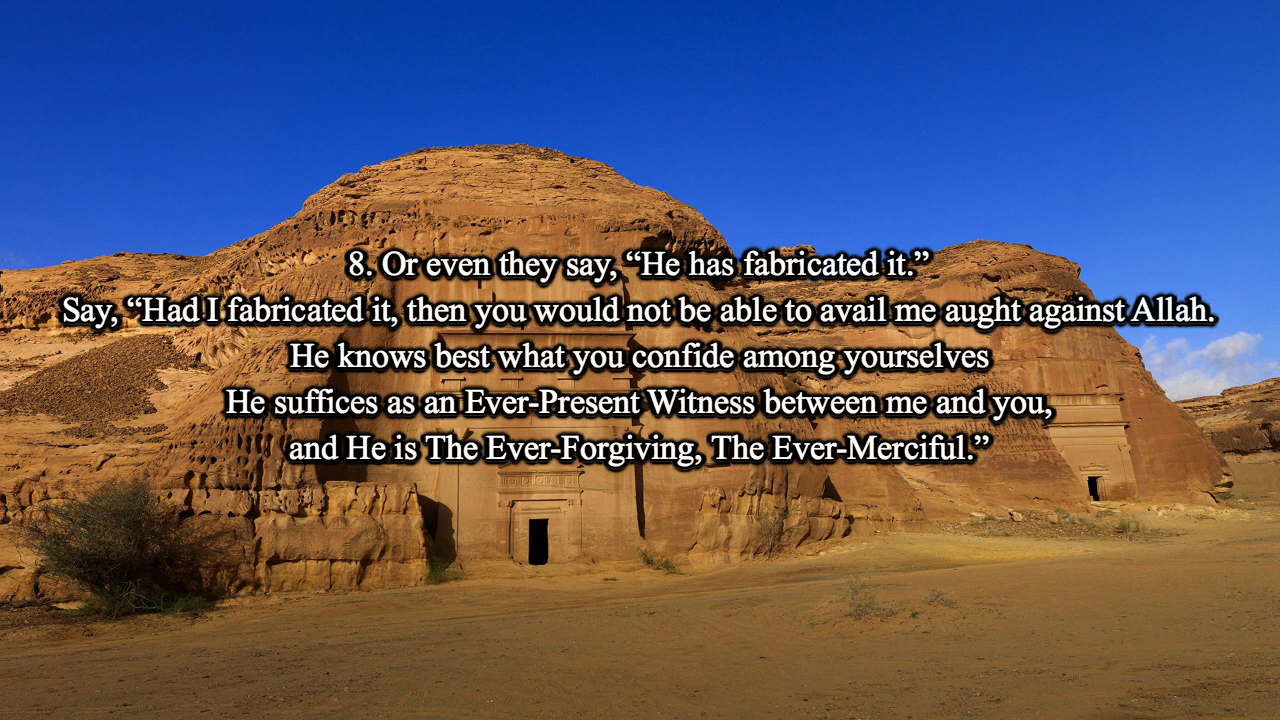 8. Or even they say, “He has fabricated it.”
Say, “Had I fabricated it, then you would not be able to avail me aught against Allah.
He knows best what you confide among yourselves
He suffices as an Ever-Present Witness between me and you,
and He is The Ever-Forgiving, The Ever-Merciful.”